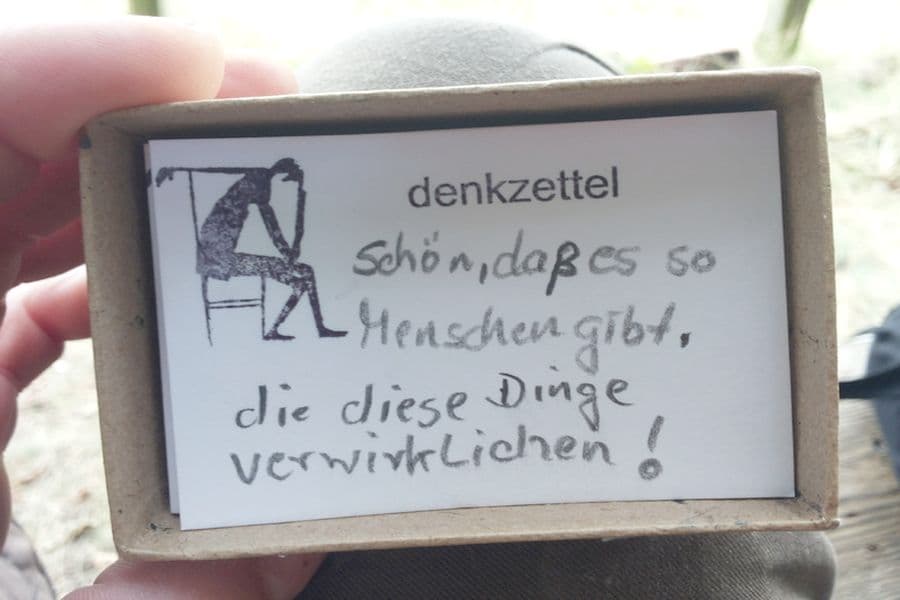 denkzettel
Schön, daß es so
Menschen gibt,
die diese Dinge
verwirklichen!